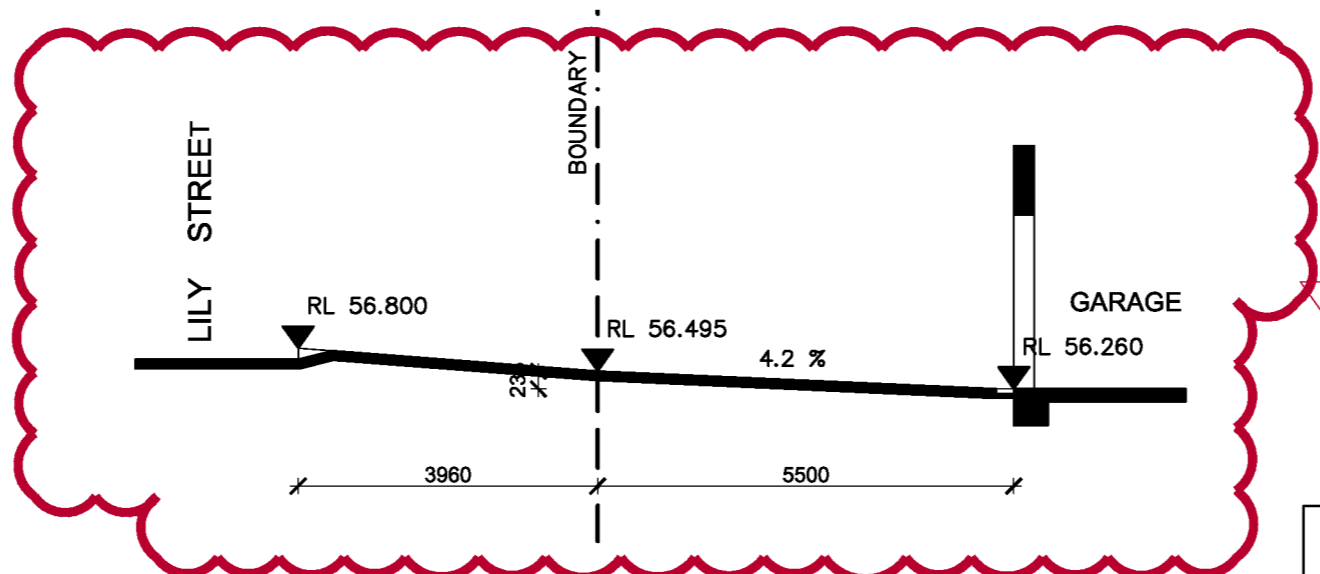 BOUNDARY
LILY STREET
RL 56.800
RL 56.495
GARAGE
RL 56.260
4.2 %
3960
5500